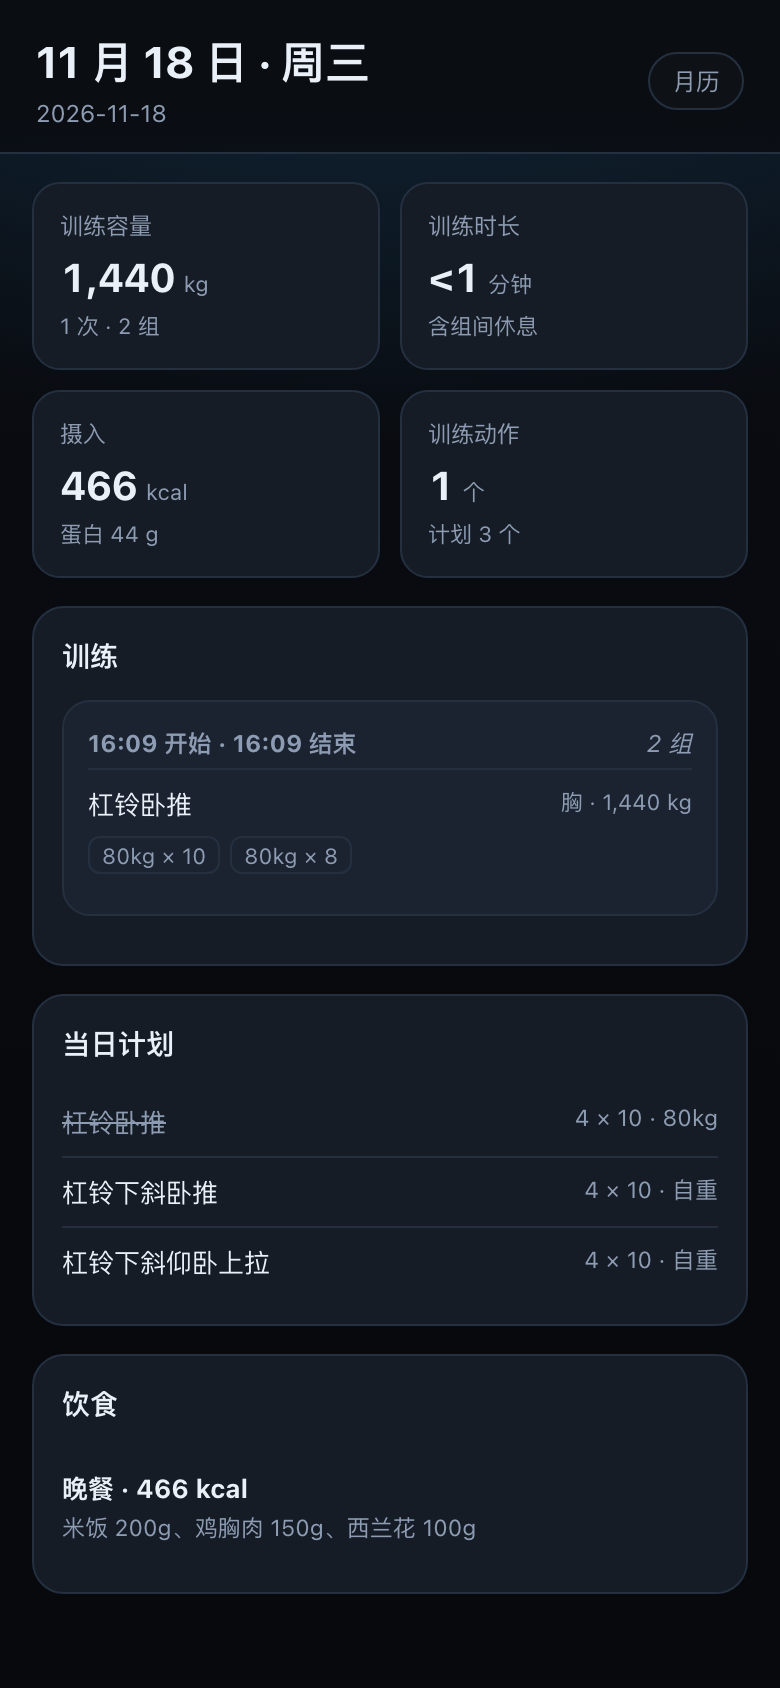 11 月 18 日 · 周三
2026-11-18
月历
训练容量
1,440 kg
1 次 · 2 组
训练时长
<1 分钟
含组间休息
摄入
466 kcal
蛋白 44 g
训练动作
1 个
计划 3 个
训练
16:09 开始 · 16:09 结束
2 组
杠铃卧推
胸 · 1,440 kg
80kg × 10
80kg × 8
当日计划
杠铃卧推
4 × 10 · 80kg
杠铃下斜卧推
4 × 10 · 自重
杠铃下斜仰卧上拉
4 × 10 · 自重
饮食
晚餐 · 466 kcal
米饭 200g、鸡胸肉 150g、西兰花 100g